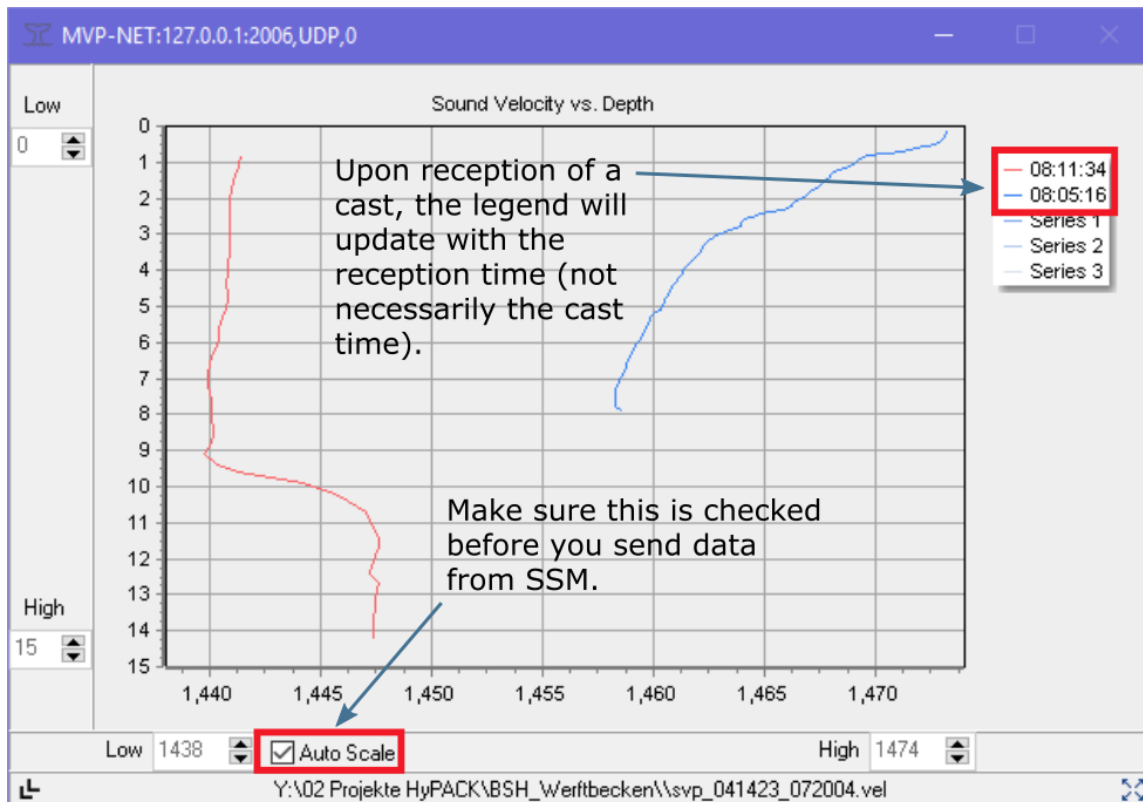 MVP-NET:127.0.0.1:2006,UDP,0
Low
0
High
15
Sound Velocity vs. Depth
0
1
2
3
4
5
6
7
8
9
10
11
12
13
14
15
1,440
1,445
1,450
1,455
1,460
1,465
1,470
Upon reception of a
cast, the legend will
update with the
reception time (not
necessarily the cast
time).
Make sure this is checked
before you send data
from SSM.
08:11:34
08:05:16
Series 1
Series 2
Series 3
Low 1438 Auto Scale High 1474
Y:\02 Projekte HyPACK\BSH_Werftbecken\\svp_041423_072004.vel